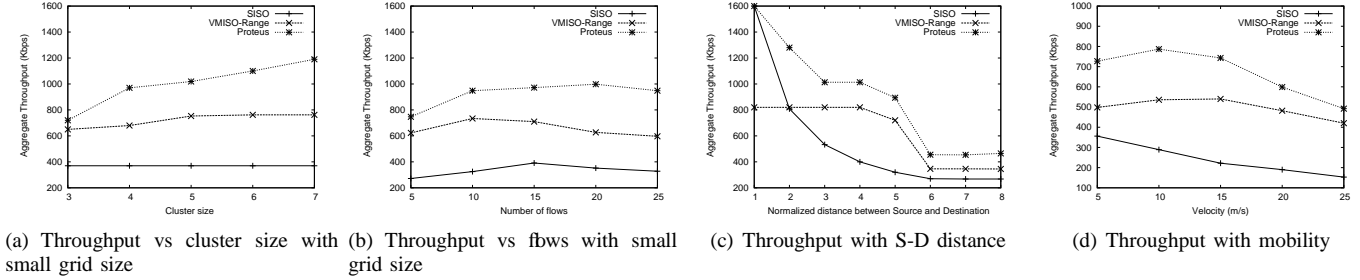 1600
1400
1200
1000
800
600
400
200
3
4
5
6
7
Aggregate Throughput (Kbps)
Cluster size
SISO
VMISO-Range
Proteus
(a) Throughput vs cluster size with
small grid size
1600
1400
1200
1000
800
600
400
200
5
10
15
20
25
Aggregate Throughput (Kbps)
Number of flows
SISO
VMISO-Range
Proteus
(b) Throughput vs flows with small
grid size
1600
1400
1200
1000
800
600
400
200
1
2
3
4
5
6
7
8
Aggregate Throughput (Kbps)
Normalized distance between Source and Destination
SISO
VMISO-Range
Proteus
(c) Throughput with S-D distance
1000
900
800
700
600
500
400
300
200
100
5
10
15
20
25
Aggregate Throughput (Kbps)
Velocity (m/s)
SISO
VMISO-Range
Proteus
(d) Throughput with mobility